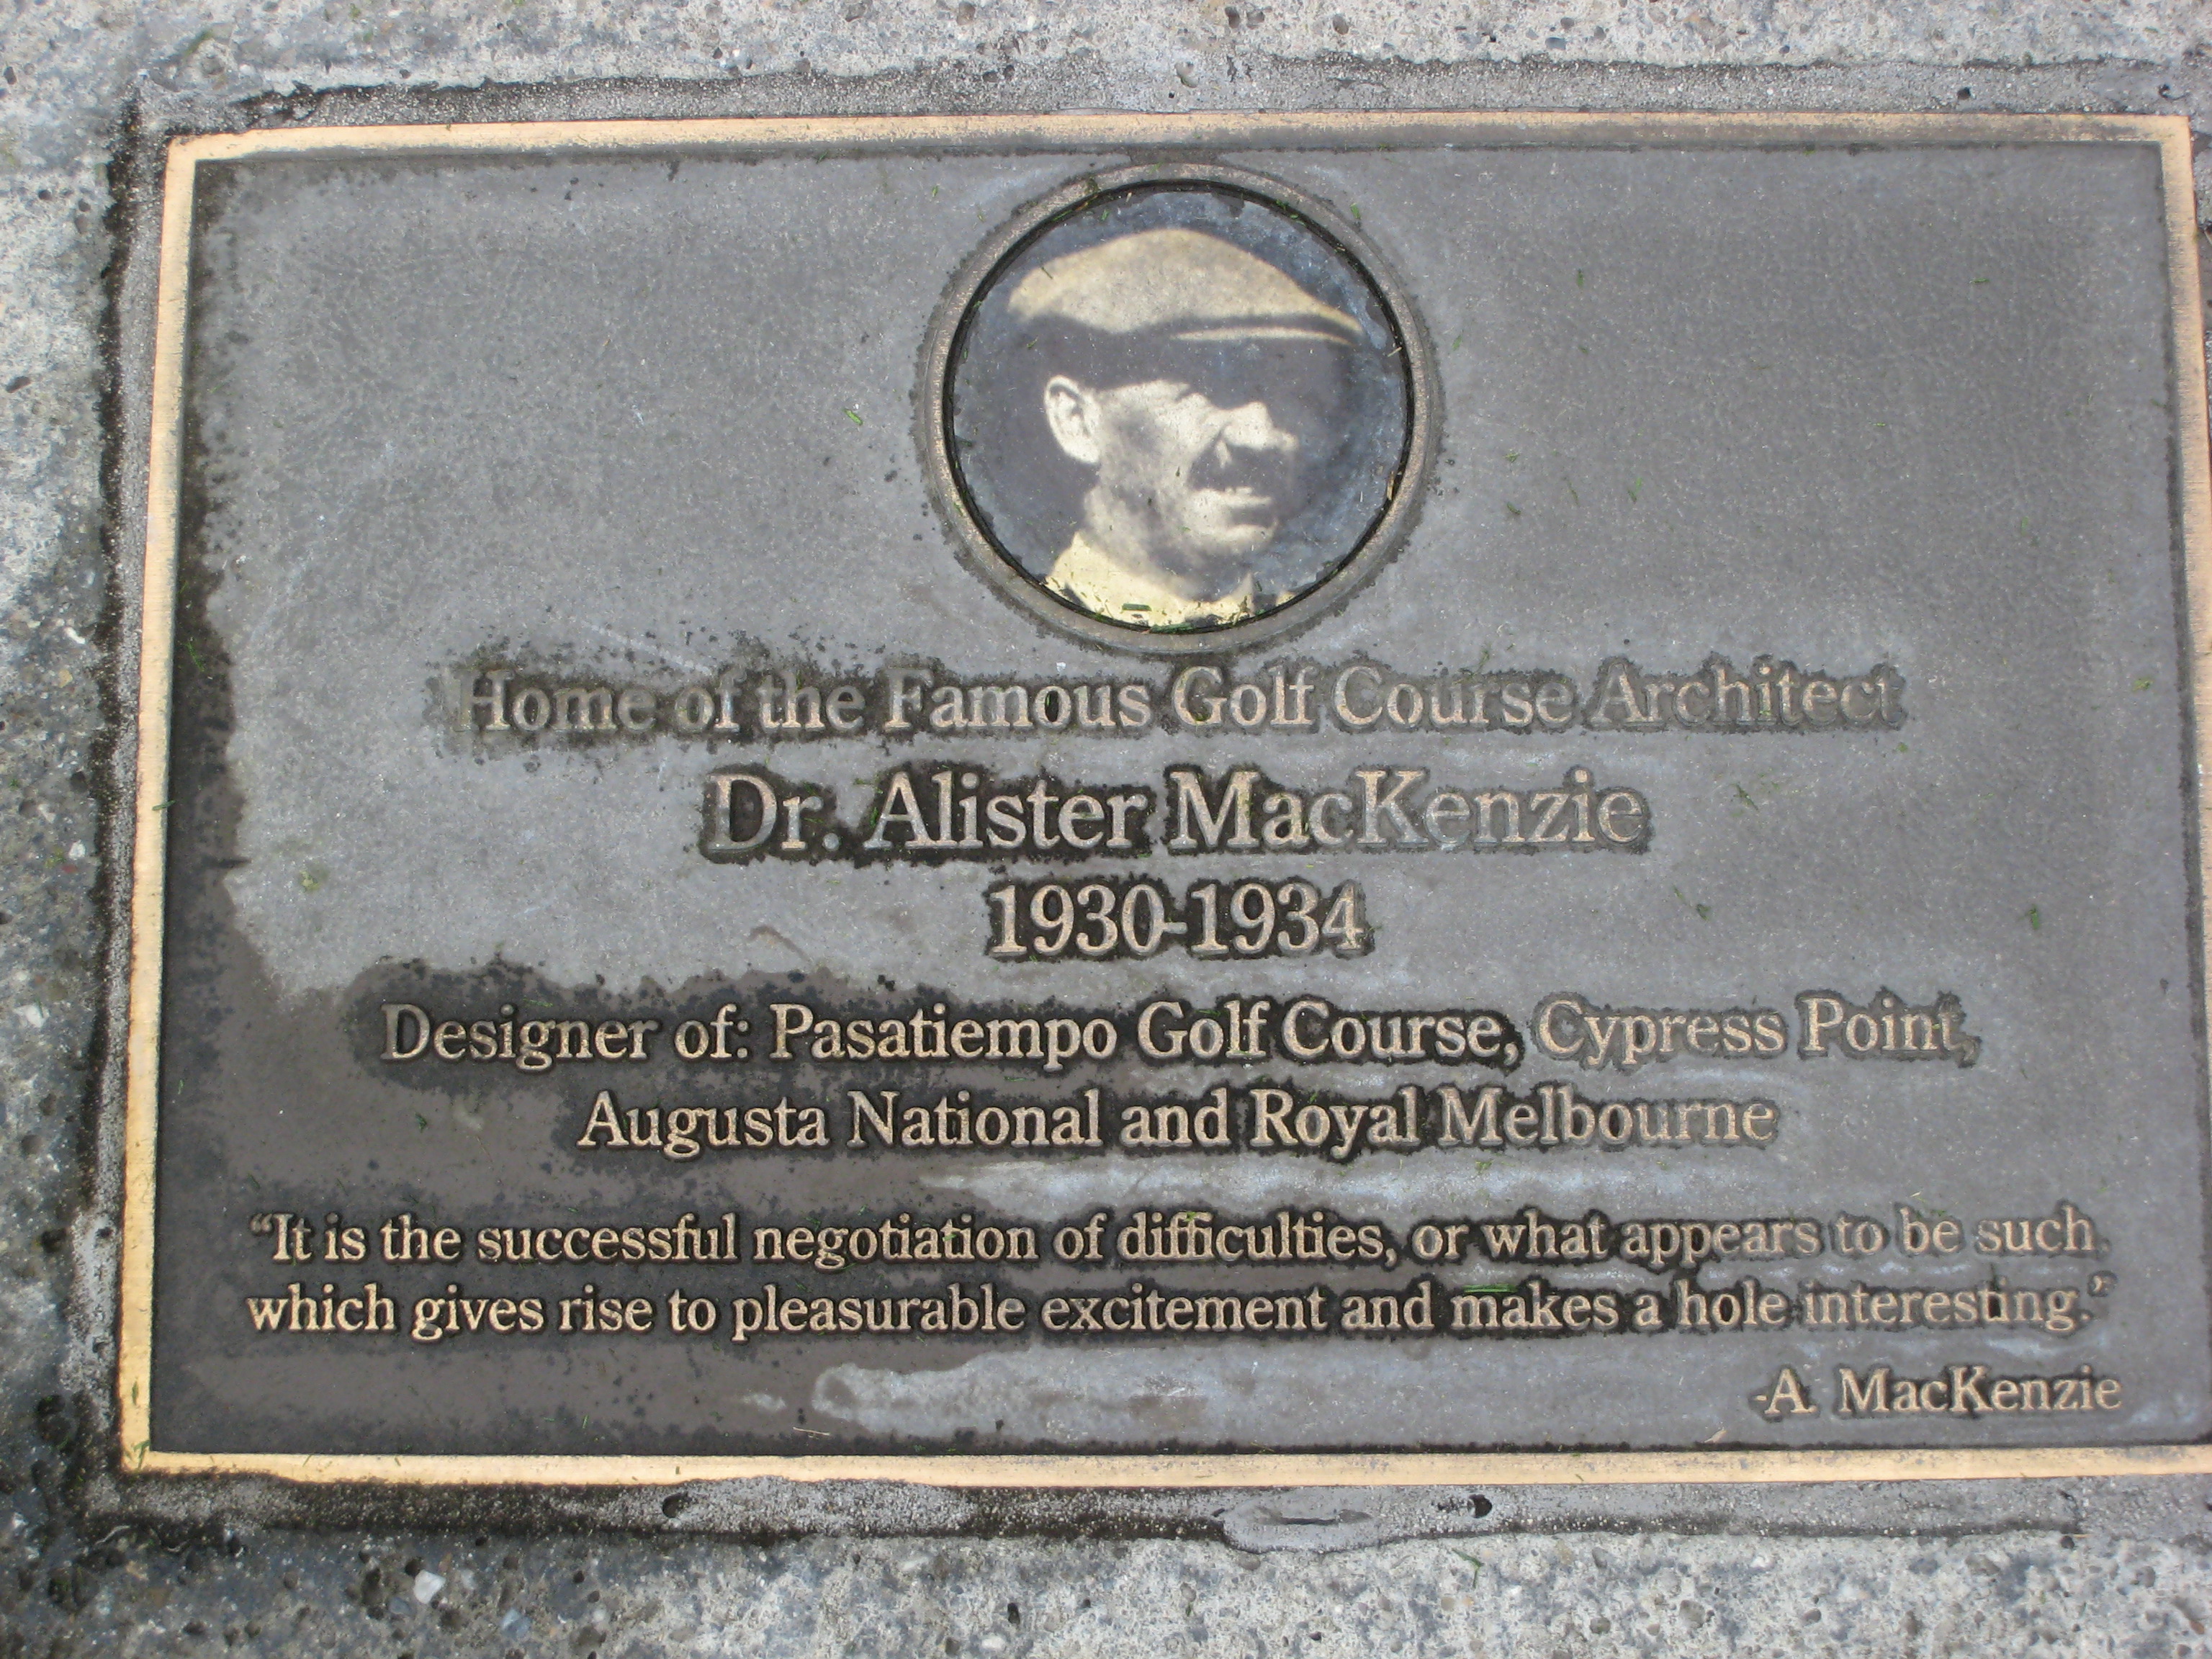 Home of the Famous Golf Course Architect
Dr. Alister MacKenzie
1930-1934
Designer of: Pasatiempo Golf Course, Cypress Point,
Augusta National and Royal Melbourne
“It is the successful negotiation of difficulties, or what appears to be such,
which gives rise to pleasurable excitement and makes a hole interesting.”
-A. MacKenzie